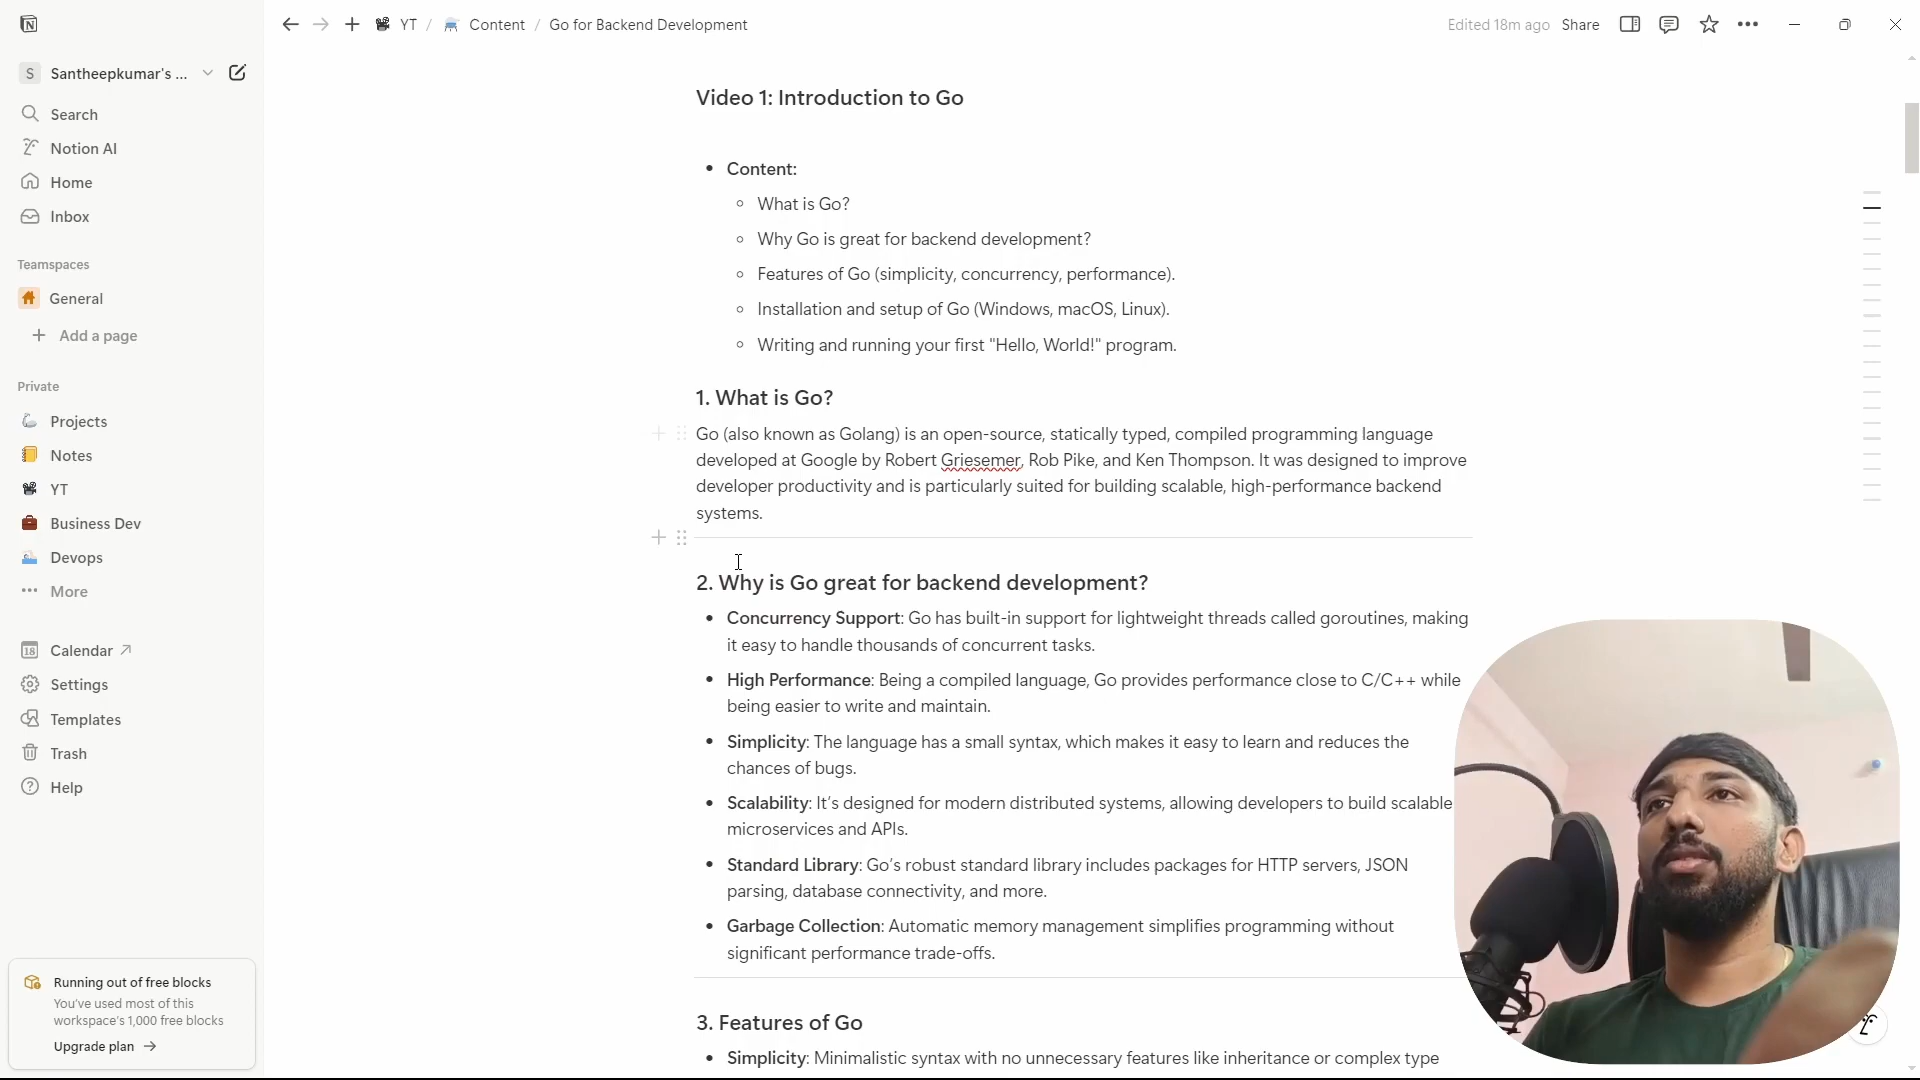 YT / Content / Go for Backend Development
Edited 18m ago Share
S Santheepkumar's ...
Search
Notion AI
Home
Inbox
Teamspaces
General
Add a page
Private
Projects
Notes
YT
Business Dev
Devops
More
18 Calendar
Settings
Templates
Trash
Help
Running out of free blocks
You've used most of this
workspace's 1,000 free blocks
Upgrade plan →
Video 1: Introduction to Go
• Content:
◦ What is Go?
◦ Why Go is great for backend development?
◦ Features of Go (simplicity, concurrency, performance).
◦ Installation and setup of Go (Windows, macOS, Linux).
◦ Writing and running your first "Hello, World!" program.
1. What is Go?
Go (also known as Golang) is an open-source, statically typed, compiled programming language
developed at Google by Robert Griesemer, Rob Pike, and Ken Thompson. It was designed to improve
developer productivity and is particularly suited for building scalable, high-performance backend
systems.
2. Why is Go great for backend development?
• Concurrency Support: Go has built-in support for lightweight threads called goroutines, making
it easy to handle thousands of concurrent tasks.
• High Performance: Being a compiled language, Go provides performance close to C/C++ while
being easier to write and maintain.
• Simplicity: The language has a small syntax, which makes it easy to learn and reduces the
chances of bugs.
• Scalability: It's designed for modern distributed systems, allowing developers to build scalable
microservices and APIs.
• Standard Library: Go's robust standard library includes packages for HTTP servers, JSON
parsing, database connectivity, and more.
• Garbage Collection: Automatic memory management simplifies programming without
significant performance trade-offs.
3. Features of Go
• Simplicity: Minimalistic syntax with no unnecessary features like inheritance or complex type